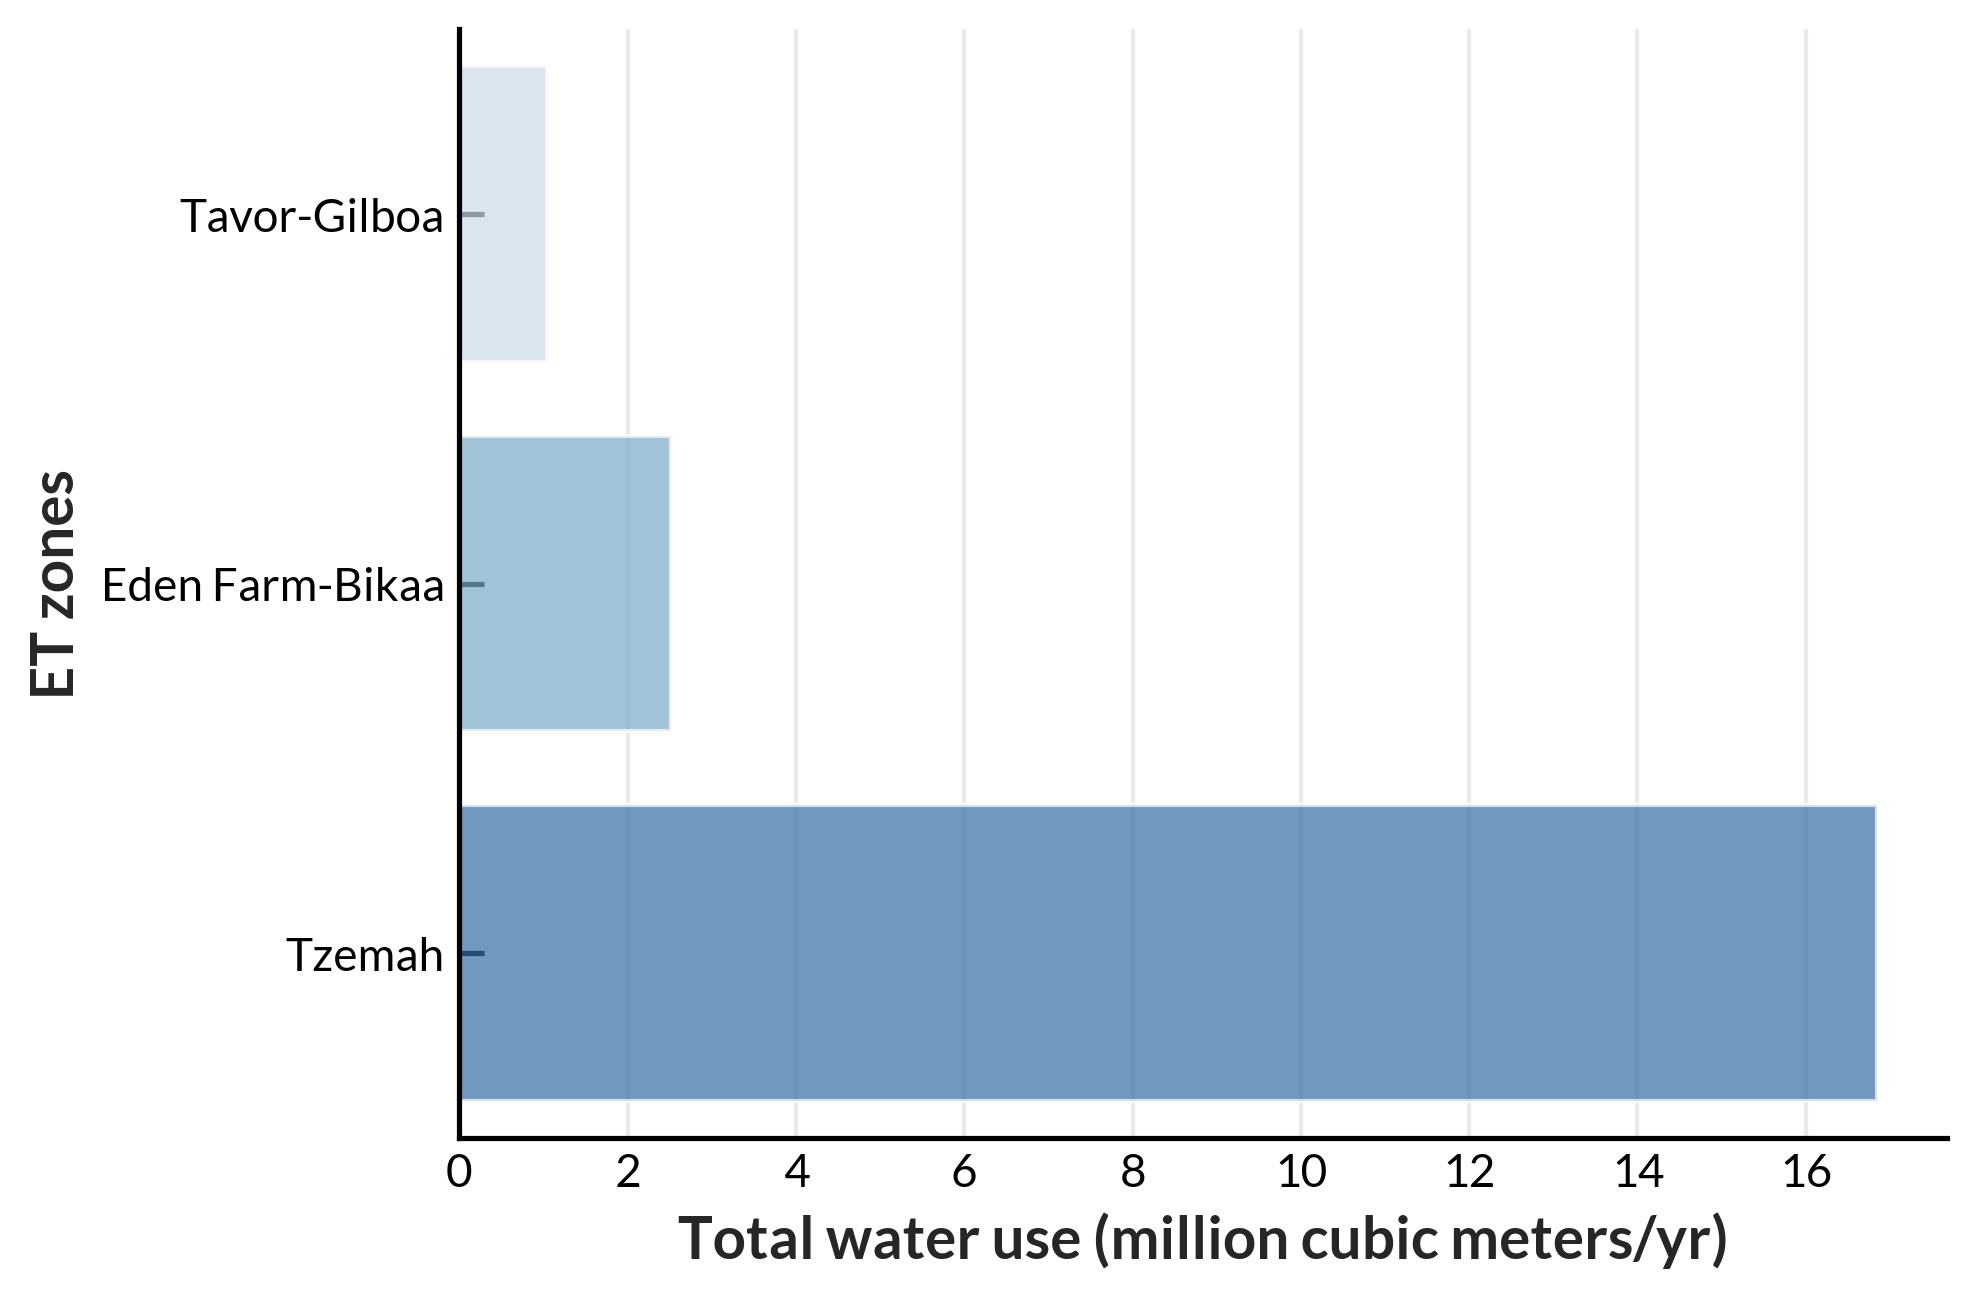 Tavor-Gilboa
Eden Farm-Bikaa
Tzemah
ET zones
0 2 4 6 8 10 12 14 16
Total water use (million cubic meters/yr)